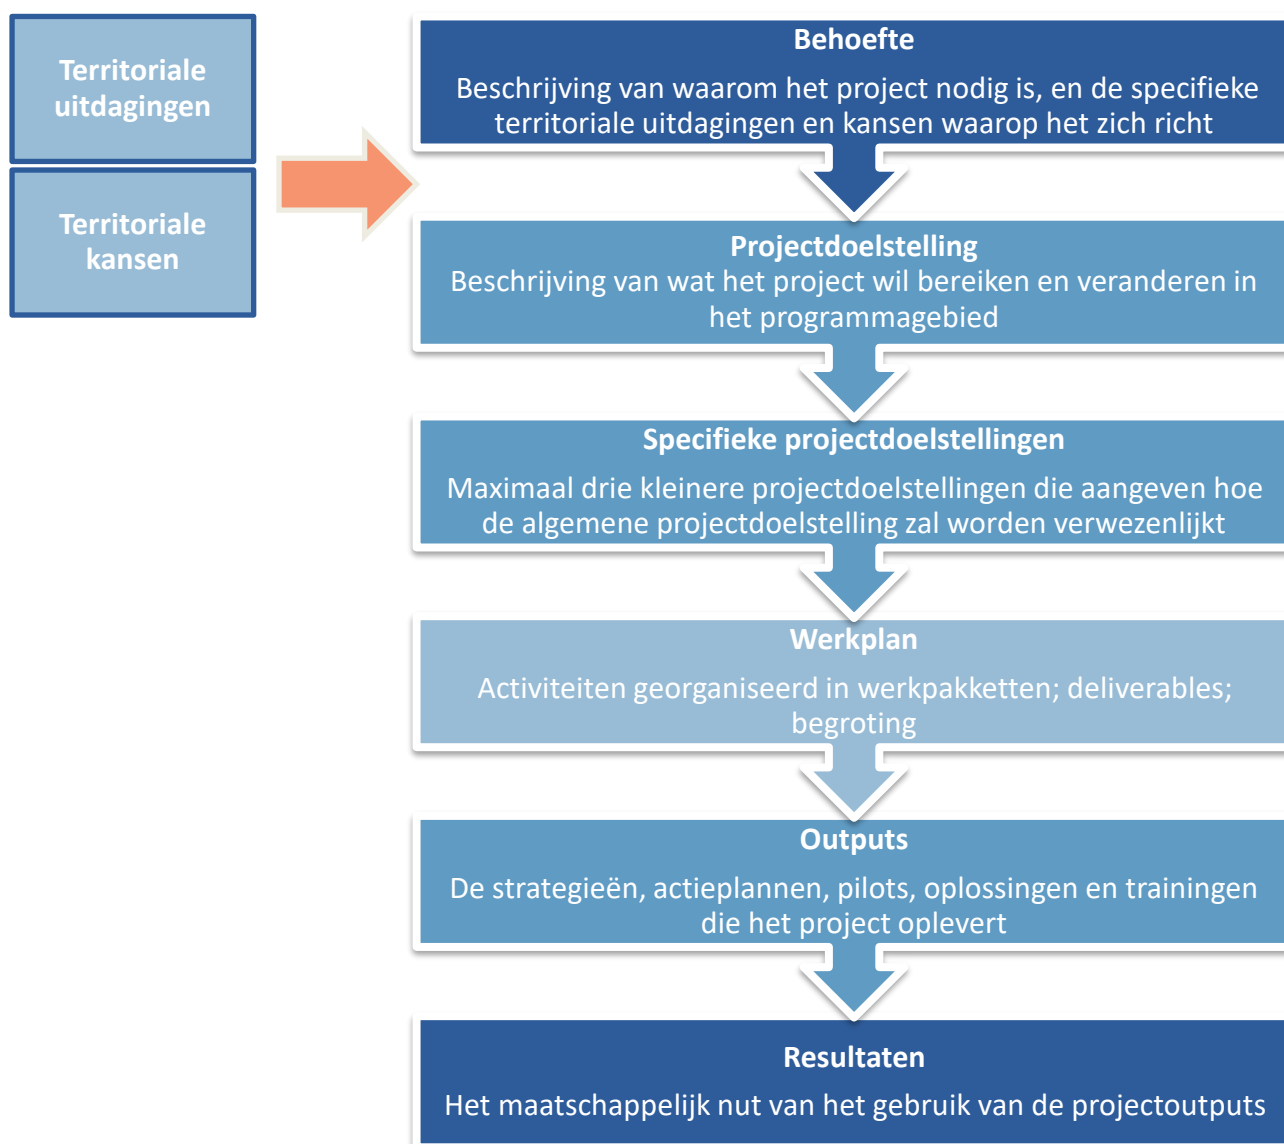 Territoriale
uitdagingen
Territoriale
kansen
Behoefte
Beschrijving van waarom het project nodig is, en de specifieke
territoriale uitdagingen en kansen waarop het zich richt
Projectdoelstelling
Beschrijving van wat het project wil bereiken en veranderen in
het programmagebied
Specifieke projectdoelstellingen
Maximaal drie kleinere projectdoelstellingen die aangeven hoe
de algemene projectdoelstelling zal worden verwezenlijkt
Werkplan
Activiteiten georganiseerd in werkpakketten; deliverables;
begroting
Outputs
De strategieën, actieplannen, pilots, oplossingen en trainingen
die het project oplevert
Resultaten
Het maatschappelijk nut van het gebruik van de projectoutputs